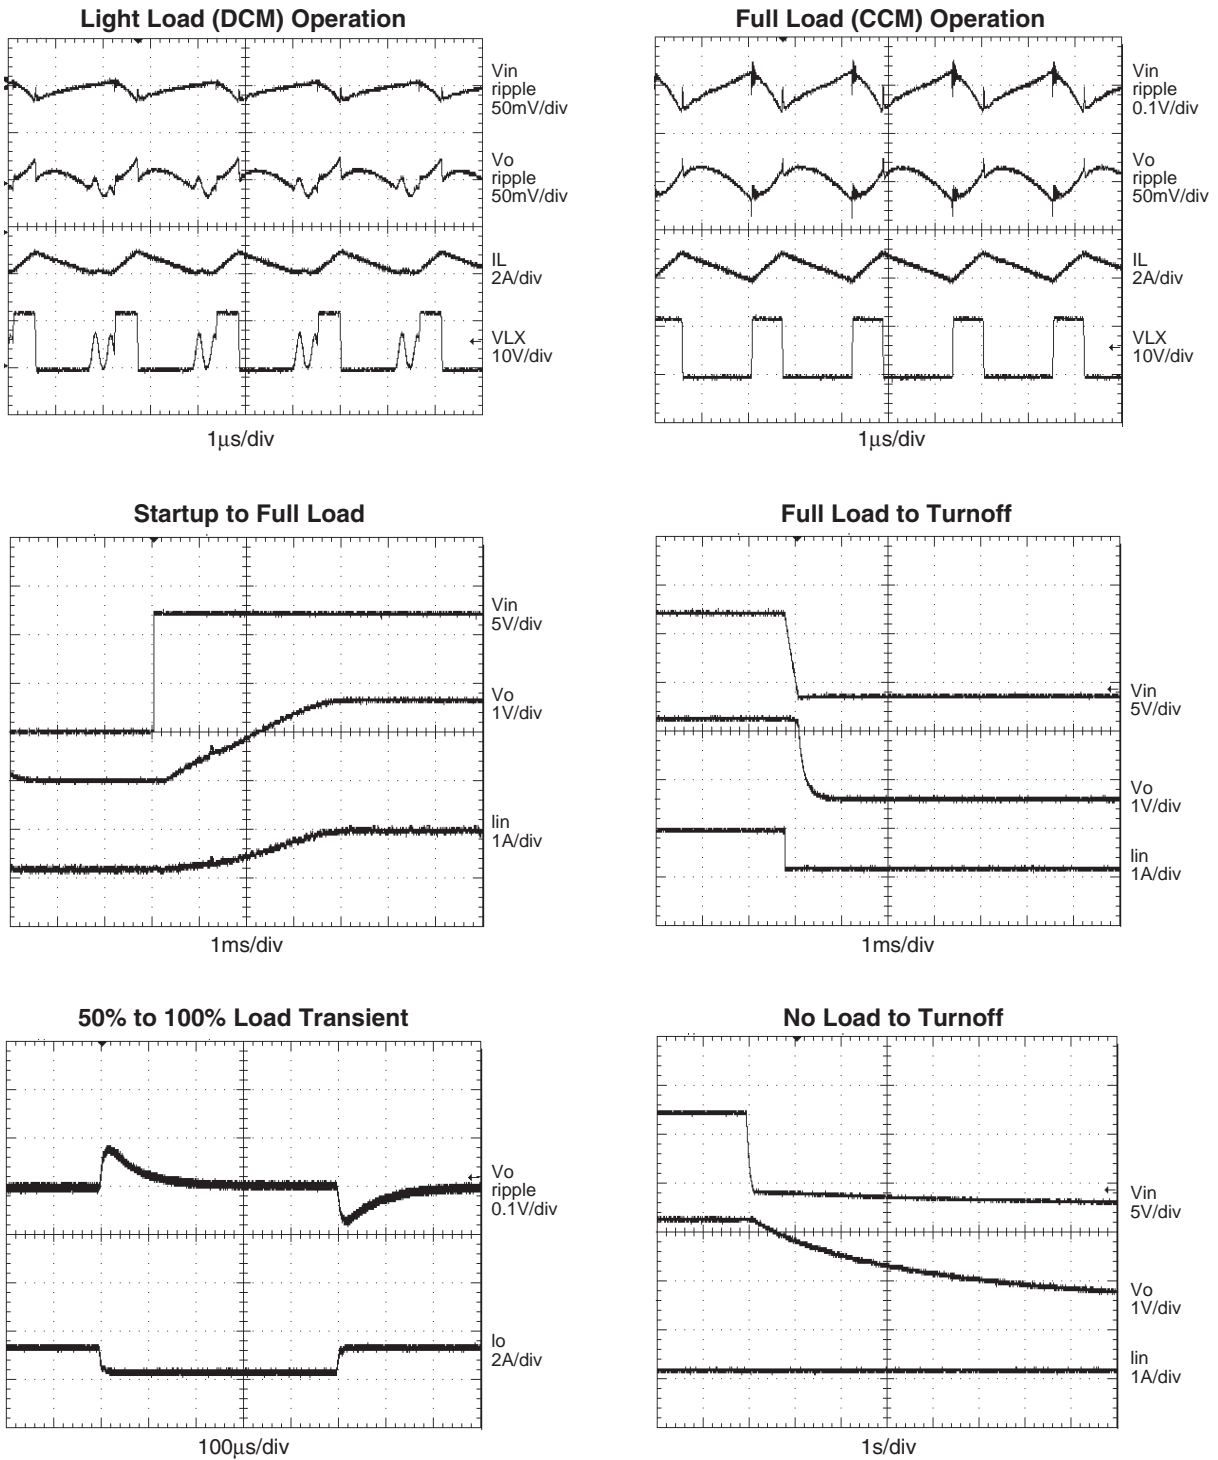 Light Load (DCM) Operation
Vin
ripple
50mV/div
Vo
ripple
50mV/div
IL
2A/div
VLX
10V/div
1μs/div
Full Load (CCM) Operation
Vin
ripple
0.1V/div
Vo
ripple
50mV/div
IL
2A/div
VLX
10V/div
1μs/div
Startup to Full Load
Vin
5V/div
Vo
1V/div
Iin
1A/div
1ms/div
Full Load to Turnoff
Vin
5V/div
Vo
1V/div
Iin
1A/div
1ms/div
50% to 100% Load Transient
Vo
ripple
0.1V/div
Io
2A/div
100μs/div
No Load to Turnoff
Vin
5V/div
Vo
1V/div
Iin
1A/div
1s/div